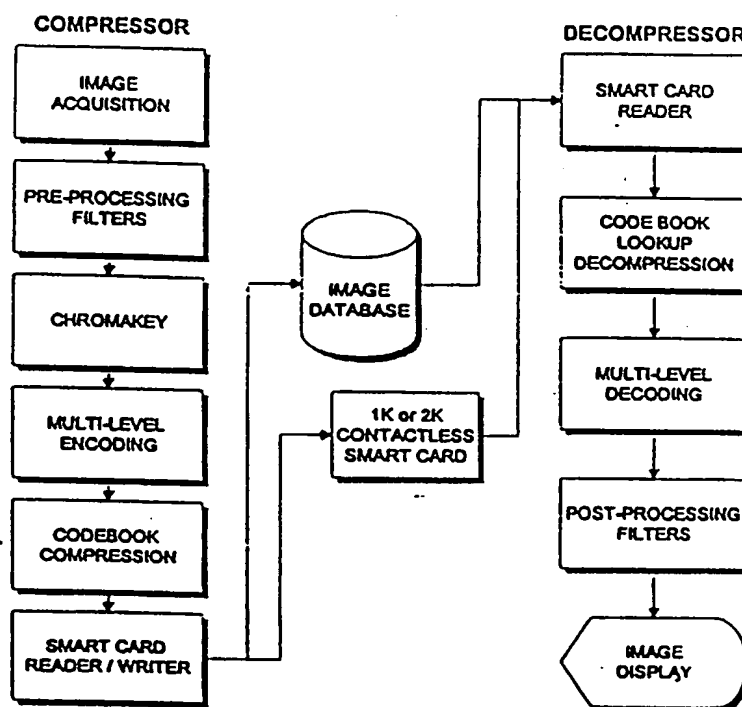 COMPRESSOR
IMAGE
ACQUISITION
PRE-PROCESSING
FILTERS
CHROMAKEY
MULTI-LEVEL
ENCODING
CODEBOOK
COMPRESSION
SMART CARD
READER / WRITER
IMAGE
DATABASE
1K or 2K
CONTACTLESS
SMART CARD
DECOMPRESSOR
SMART CARD
READER
CODE BOOK
LOOKUP
DECOMPRESSION
MULTI-LEVEL
DECODING
POST-PROCESSING
FILTERS
IMAGE
DISPLAY